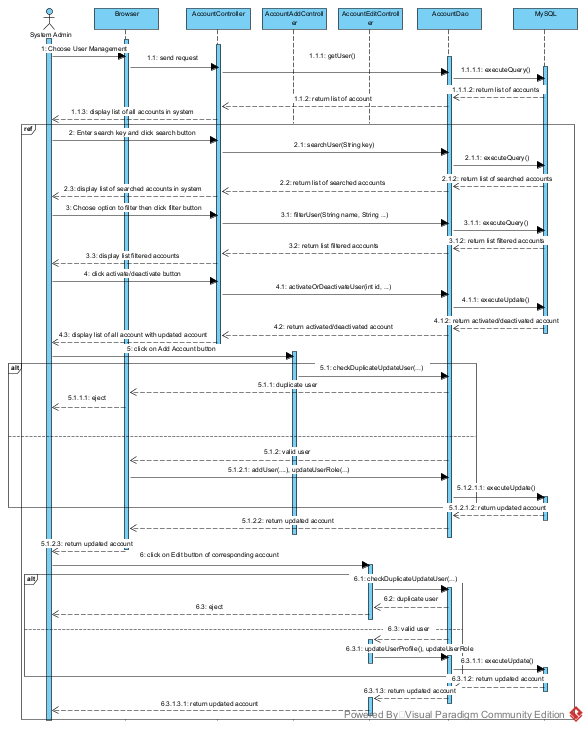 Browser
AccountController
AccountAddControll
er
AccountEditControll
er
AccountDao
MySQL
System Admin
1: Choose User Management
1.1: send request
1.1.1: getUser()
1.1.1.1: executeQuery()
1.1.1.2: return list of accounts
1.1.2: return list of account
1.1.3: display list of all accounts in system
ref
2: Enter search key and click search button
2.1: searchUser(String key)
2.1.1: executeQuery()
2.1.2: return list of searched accounts
2.2: return list of searched accounts
2.3: display list of searched accounts in system
3: Choose option to filter then click filter button
3.1: filterUser(String name, String ...)
3.1.1: executeQuery()
3.1.2: return list filtered accounts
3.2: return list filtered accounts
3.3: display list filtered accounts
4: click activate/deactivate button
4.1: activateOrDeactivateUser(int id, ...)
4.1.1: executeUpdate()
4.1.2: return activated/deactivated account
4.2: return activated/deactivated account
4.3: display list of all account with updated account
5: click on Add Account button
alt
5.1: checkDuplicateUpdateUser(...)
5.1.1: duplicate user
5.1.1.1: eject
5.1.2: valid user
5.1.2.1: addUser(...), updateUserRole(...)
5.1.2.1.1: executeUpdate()
5.1.2.1.2: return updated account
5.1.2.2: return updated account
5.1.2.3: return updated account
6: click on Edit button of corresponding account
alt
6.1:checkDuplicateUpdateUser(...)
6.2: duplicate user
6.3: eject
6.3: valid user
6.3.1: updateUserProfile(), updateUserRole
6.3.1.1: executeUpdate()
6.3.1.2: return updated account
6.3.1.3: return updated account
6.3.1.3.1: return updated account
Powered By Visual Paradigm Community Edition